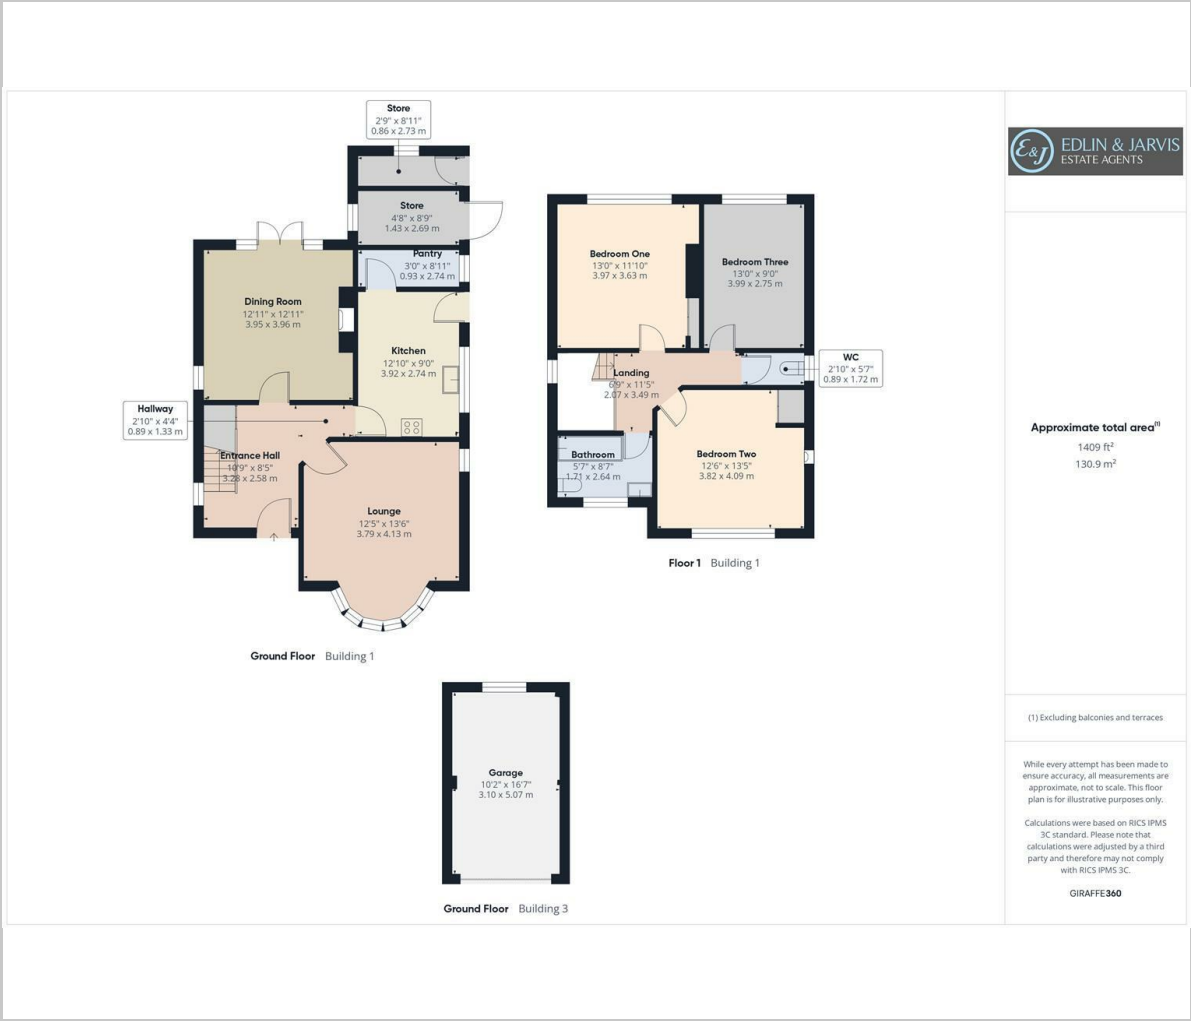 Store
2'9" x 8'11"
0.86 x 2.73 m
Store
4'8" x 8'9"
1.43 x 2.69 m
Pantry
3'0" x 8'11"
0.93 x 2.74 m
Dining Room
12'11" x 12'11"
3.95 x 3.96 m
Kitchen
12'10" x 9'0"
3.92 x 2.74 m
Hallway
2'10" x 4'4"
0.89 x 1.33 m
Entrance Hall
10'9" x 8'5"
3.28 x 2.58 m
Lounge
12'5" x 13'6"
3.79 x 4.13 m
Ground Floor Building 1
Bedroom One
13'0" x 11'10"
3.97 x 3.63 m
Bedroom Three
13'0" x 9'0"
3.99 x 2.75 m
WC
2'10" x 5'7"
0.89 x 1.72 m
Landing
6'9" x 11'5"
2.07 x 3.49 m
Bathroom
5'7" x 8'7"
1.71 x 2.64 m
Bedroom Two
12'6" x 13'5"
3.82 x 4.09 m
Floor 1 Building 1
Garage
10'2" x 16'7"
3.10 x 5.07 m
Ground Floor Building 3
E&J
EDLIN & JARVIS
ESTATE AGENTS
Approximate total area(1)
1409 ft²
130.9 m²
(1) Excluding balconies and terraces
While every attempt has been made to
ensure accuracy, all measurements are
approximate, not to scale. This floor
plan is for illustrative purposes only.
Calculations were based on RICS IPMS
3C standard. Please note that
calculations were adjusted by a third
party and therefore may not comply
with RICS IPMS 3C.
GIRAFFE360